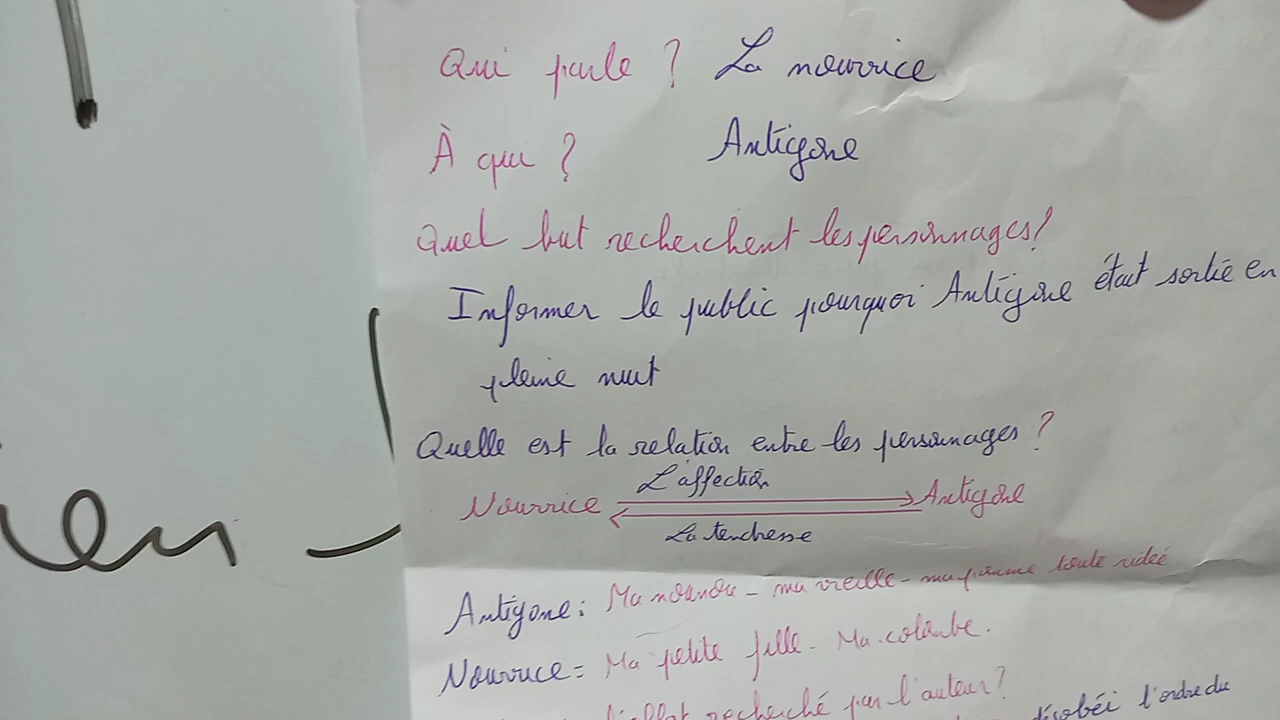 Qui parle ? La nourrice
À qui ? Antigone
Quel but recherchent les personnages ?
Informer le public pourquoi Antigone était sortie en
pleine nuit
Quelle est la relation entre les personnages ?
L'affection
Nourrice Antigone
La tendresse
Antigone : Ma nounou - ma vieille - ma pomme toute ridée
Nourrice = Ma petite fille - Ma colombe.
l'effet recherché par l'auteur ?
désobéi l'ordre du